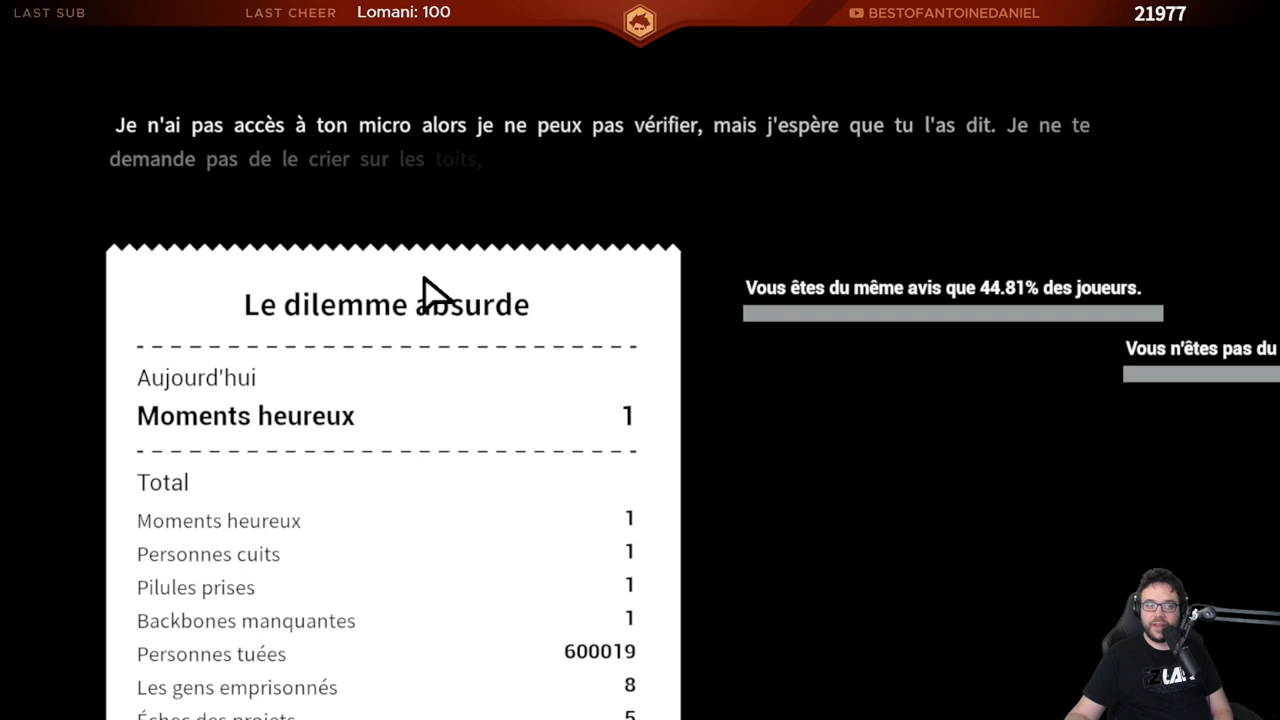 LAST SUB
LAST CHEER Lomani: 100
BESTOFANTOINEDANIEL
21977
Je n'ai pas accès à ton micro alors je ne peux pas vérifier, mais j'espère que tu l'as dit. Je ne te
demande pas de le crier sur les toits,
Le dilemme absurde
Aujourd'hui
Moments heureux 1
Total
Moments heureux 1
Personnes cuits 1
Pilules prises 1
Backbones manquantes 1
Personnes tuées 600019
Les gens emprisonnés 8
Échec des projets 5
Vous êtes du même avis que 44.81% des joueurs.
Vous n'êtes pas du